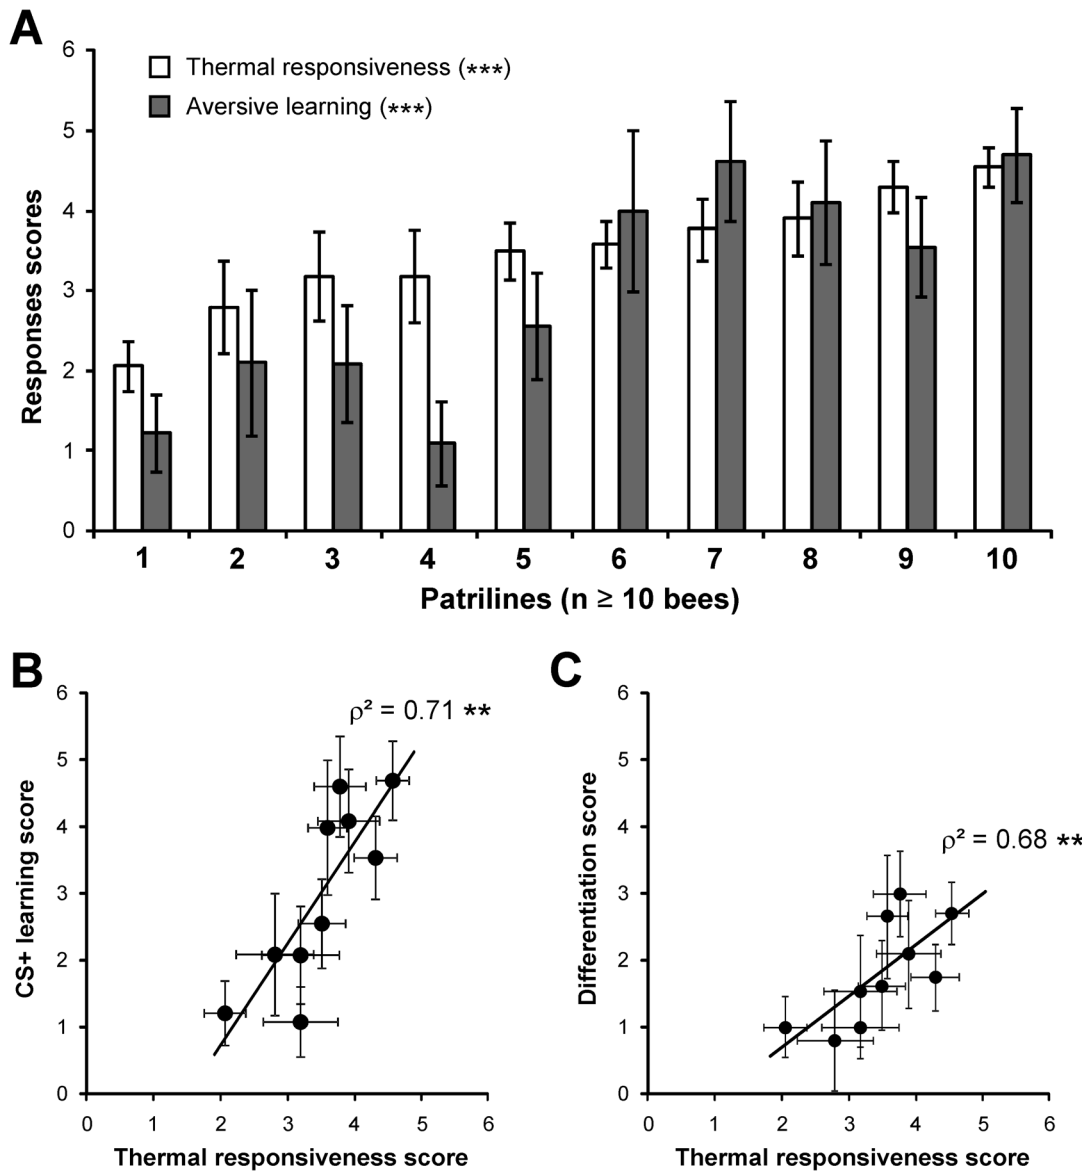 A
6
5
4
3
2
1
0
Responses scores
Thermal responsiveness (***)
Aversive learning (***)
1 2 3 4 5 6 7 8 9 10
Patrilines (n ≥ 10 bees)
B
6
5
4
3
2
1
0
CS+ learning score
ρ² = 0.71 **
0 1 2 3 4 5 6
Thermal responsiveness score
C
6
5
4
3
2
1
0
Differentiation score
ρ² = 0.68 **
0 1 2 3 4 5 6
Thermal responsiveness score